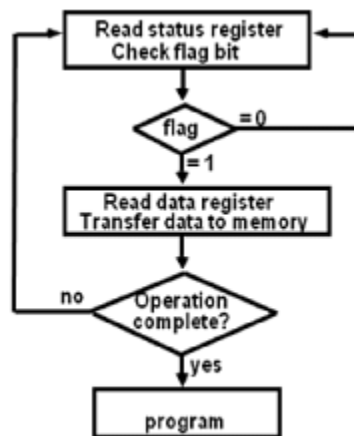 Read status register
Check flag bit
flag
= 0
= 1
Read data register
Transfer data to memory
no
Operation
complete?
yes
program